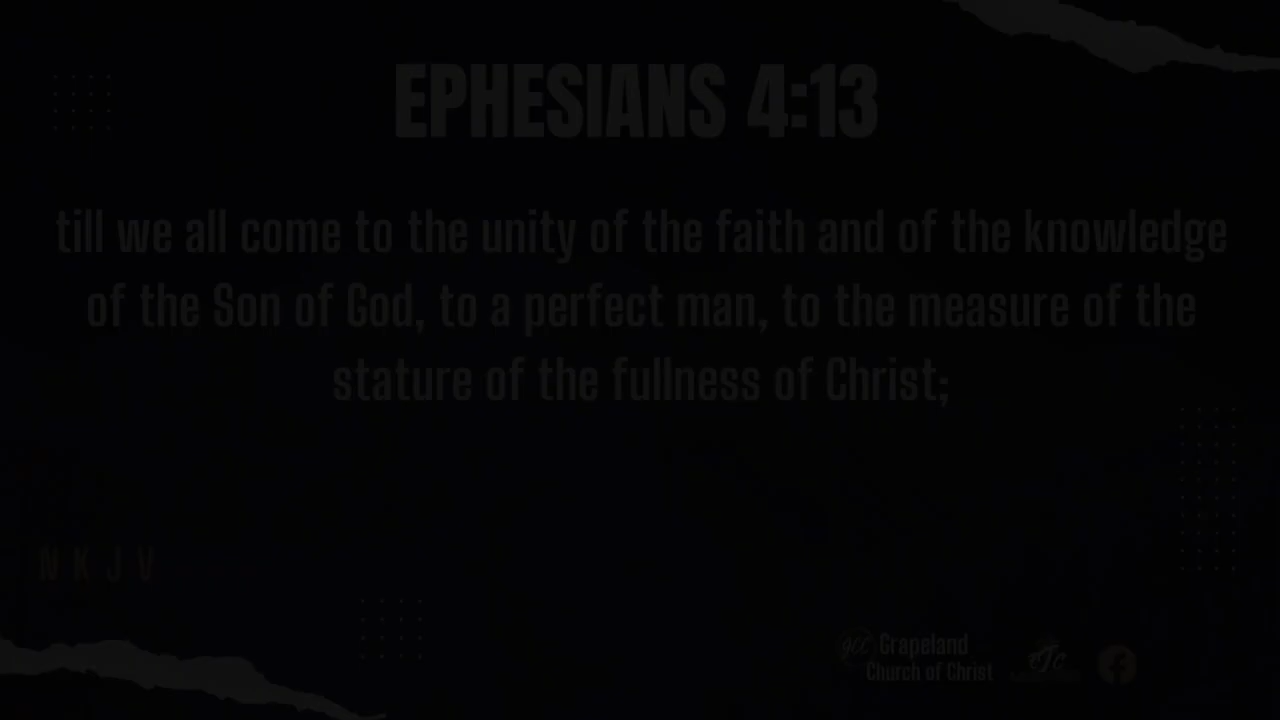 EPHESIANS 4:13
till we all come to the unity of the faith and of the knowledge
of the Son of God, to a perfect man, to the measure of the
stature of the fullness of Christ;
NKJV
gcc Grapeland
Church of Christ